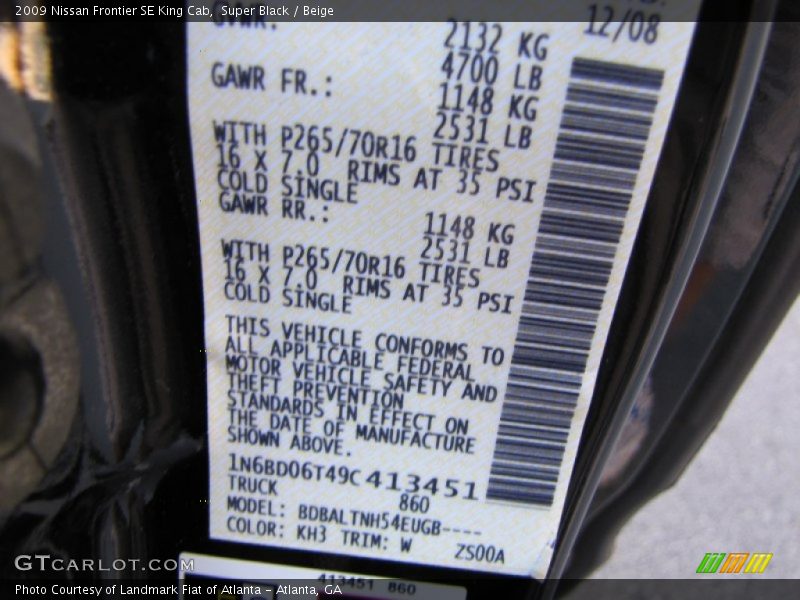 2009 Nissan Frontier SE King Cab, Super Black / Beige
12/08
GVWR:
2132 KG
4700 LB
GAWR FR.:
1148 KG
2531 LB
WITH P265/70R16 TIRES
16 X 7.0 RIMS AT 35 PSI
COLD SINGLE
GAWR RR.:
1148 KG
2531 LB
WITH P265/70R16 TIRES
16 X 7.0 RIMS AT 35 PSI
COLD SINGLE
THIS VEHICLE CONFORMS TO
ALL APPLICABLE FEDERAL
MOTOR VEHICLE SAFETY AND
THEFT PREVENTION
STANDARDS IN EFFECT ON
THE DATE OF MANUFACTURE
SHOWN ABOVE.
1N6BD06T49C413451
TRUCK 860
MODEL: BDBALTNH54EUGB----
COLOR: KH3 TRIM: W ZS00A
413451 860
GTCARLOT.COM
Photo Courtesy of Landmark Fiat of Atlanta - Atlanta, GA